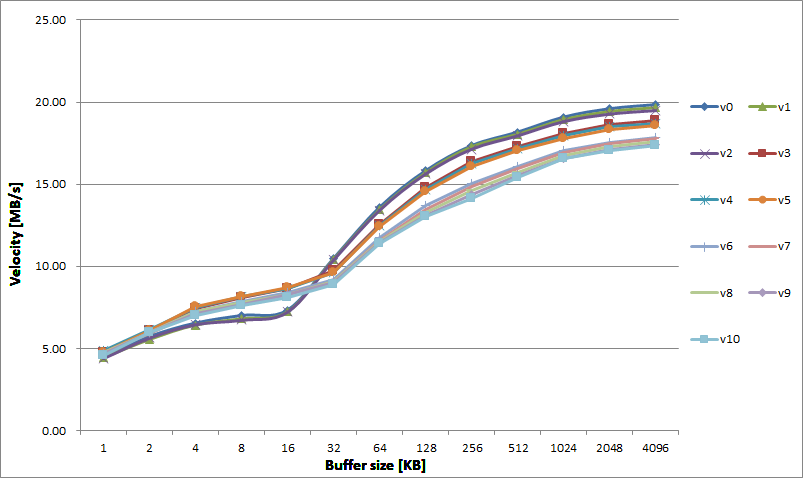 25.00
20.00
15.00
10.00
5.00
0.00
Velocity [MB/s]
1 2 4 8 16 32 64 128 256 512 1024 2048 4096
Buffer size [KB]
v0 v1
v2 v3
v4 v5
v6 v7
v8 v9
v10